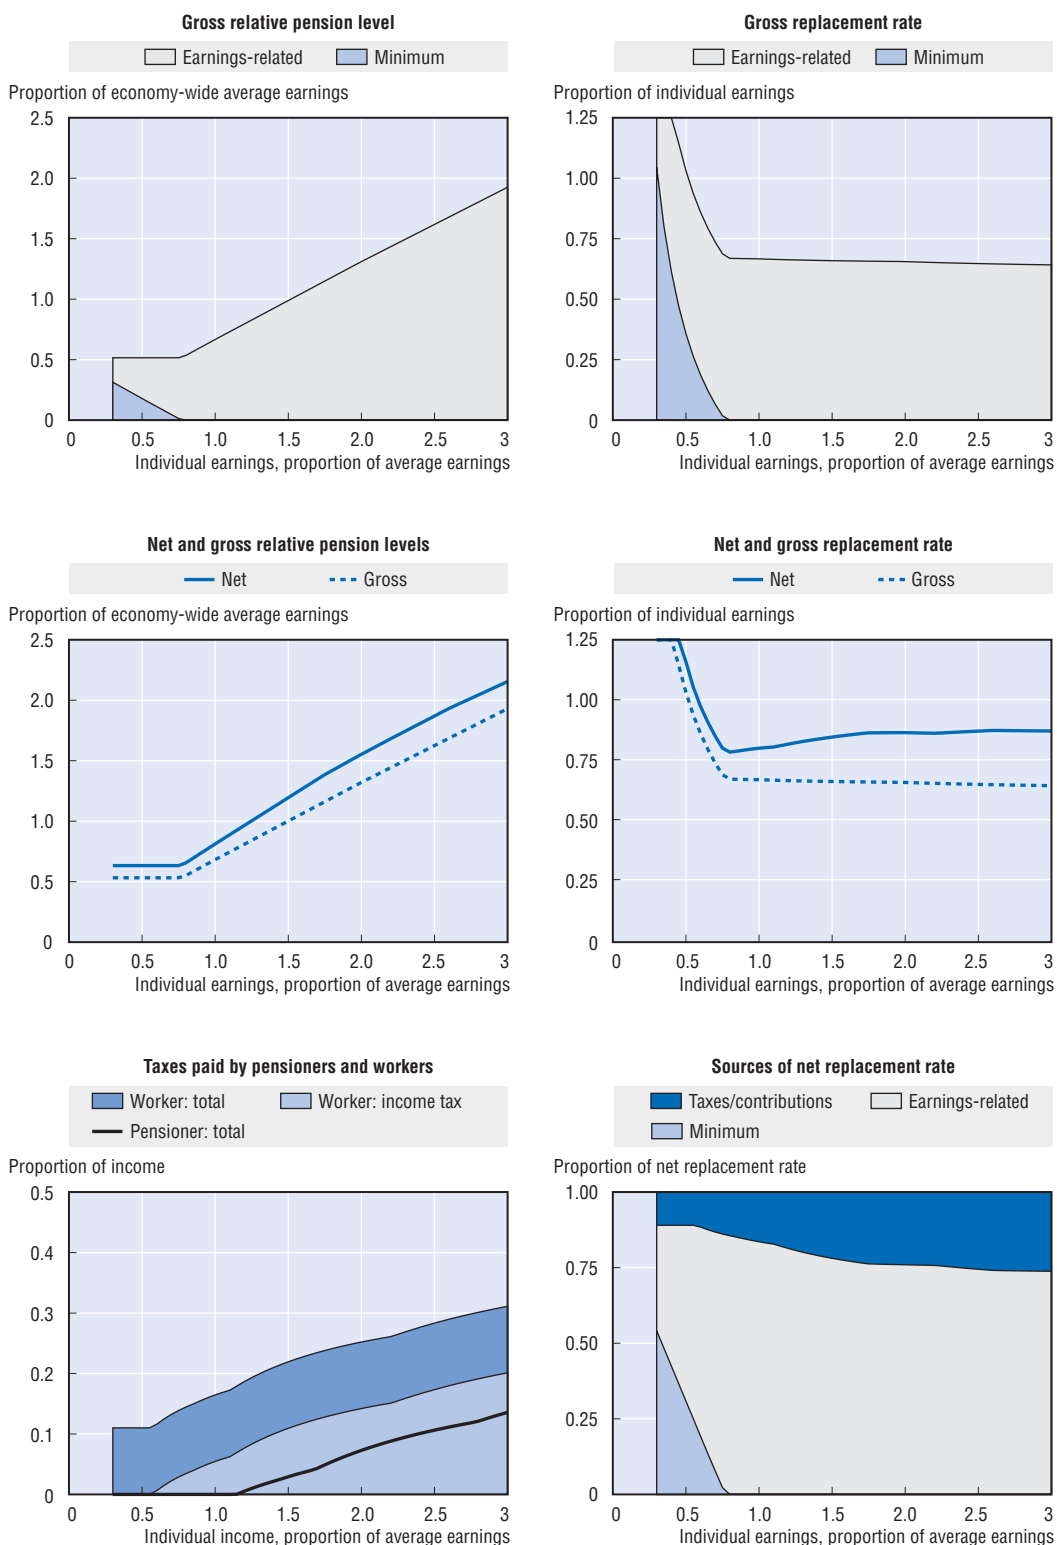 Gross relative pension level
Earnings-related Minimum
Proportion of economy-wide average earnings
2.5
2.0
1.5
1.0
0.5
0
0 0.5 1.0 1.5 2.0 2.5 3
Individual earnings, proportion of average earnings
Gross replacement rate
Earnings-related Minimum
Proportion of individual earnings
1.25
1.00
0.75
0.50
0.25
0
0 0.5 1.0 1.5 2.0 2.5 3
Individual earnings, proportion of average earnings
Net and gross relative pension levels
Net Gross
Proportion of economy-wide average earnings
2.5
2.0
1.5
1.0
0.5
0
0 0.5 1.0 1.5 2.0 2.5 3
Individual earnings, proportion of average earnings
Net and gross replacement rate
Net Gross
Proportion of individual earnings
1.25
1.00
0.75
0.50
0.25
0
0 0.5 1.0 1.5 2.0 2.5 3
Individual earnings, proportion of average earnings
Taxes paid by pensioners and workers
Worker: total Worker: income tax
Pensioner: total
Proportion of income
0.5
0.4
0.3
0.2
0.1
0
0 0.5 1.0 1.5 2.0 2.5 3
Individual income, proportion of average earnings
Sources of net replacement rate
Taxes/contributions Earnings-related
Minimum
Proportion of net replacement rate
1.00
0.75
0.50
0.25
0
0 0.5 1.0 1.5 2.0 2.5 3
Individual earnings, proportion of average earnings